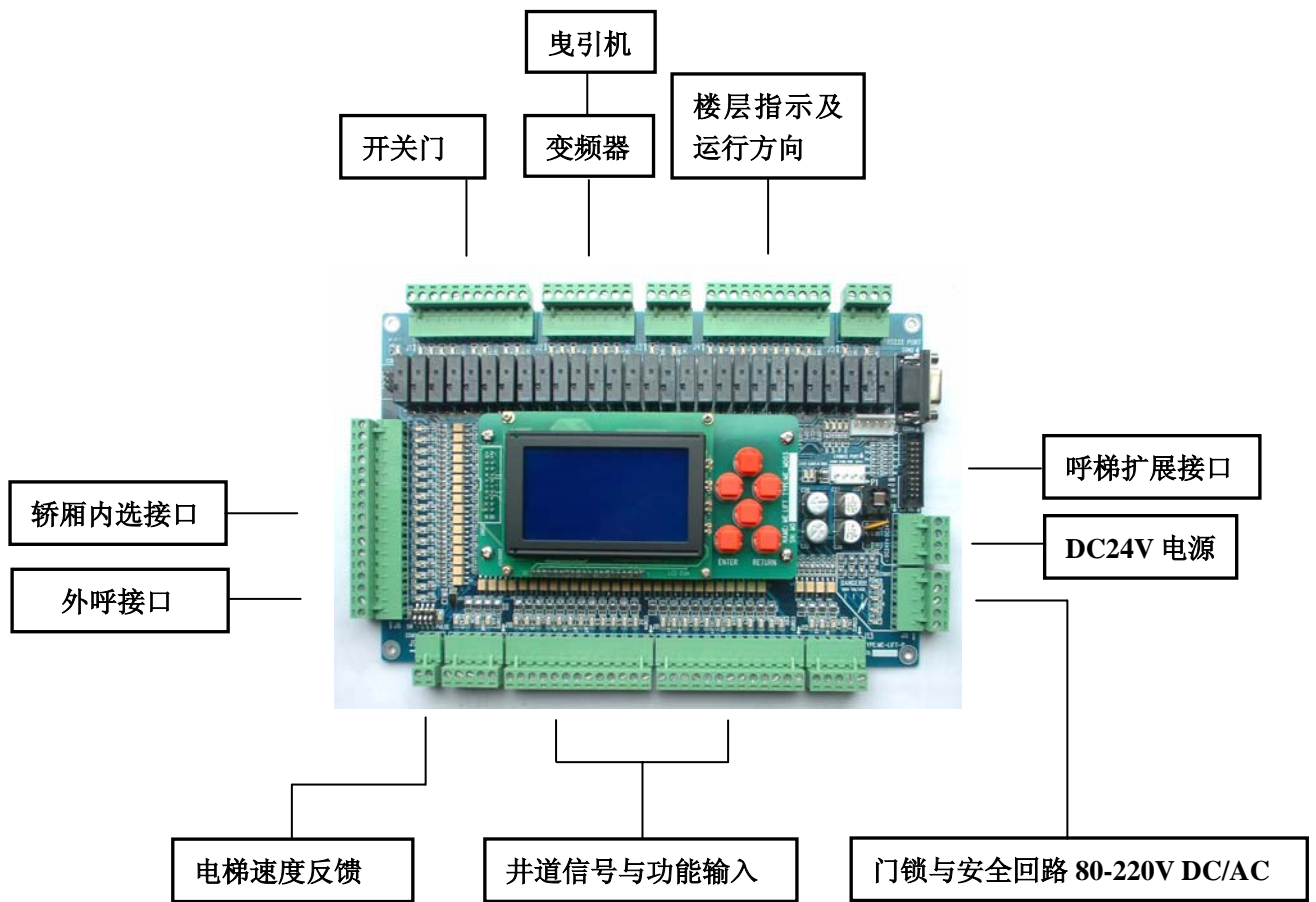 曳引机
开关门
变频器
楼层指示及
运行方向
轿厢内选接口
外呼接口
呼梯扩展接口
DC24V 电源
ENTER RETURN
电梯速度反馈
井道信号与功能输入
门锁与安全回路 80-220V DC/AC